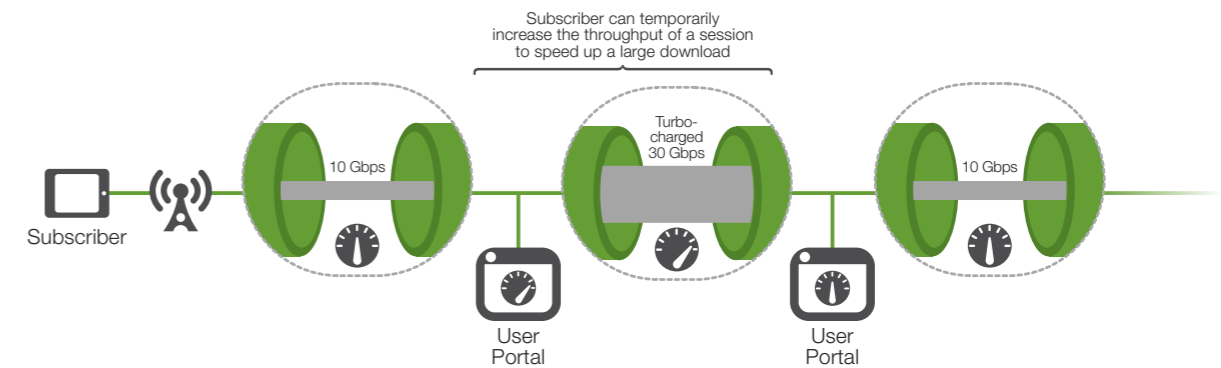 Subscriber can temporarily
increase the throughput of a session
to speed up a large download
10 Gbps
Turbo-
charged
30 Gbps
10 Gbps
Subscriber
User
Portal
User
Portal